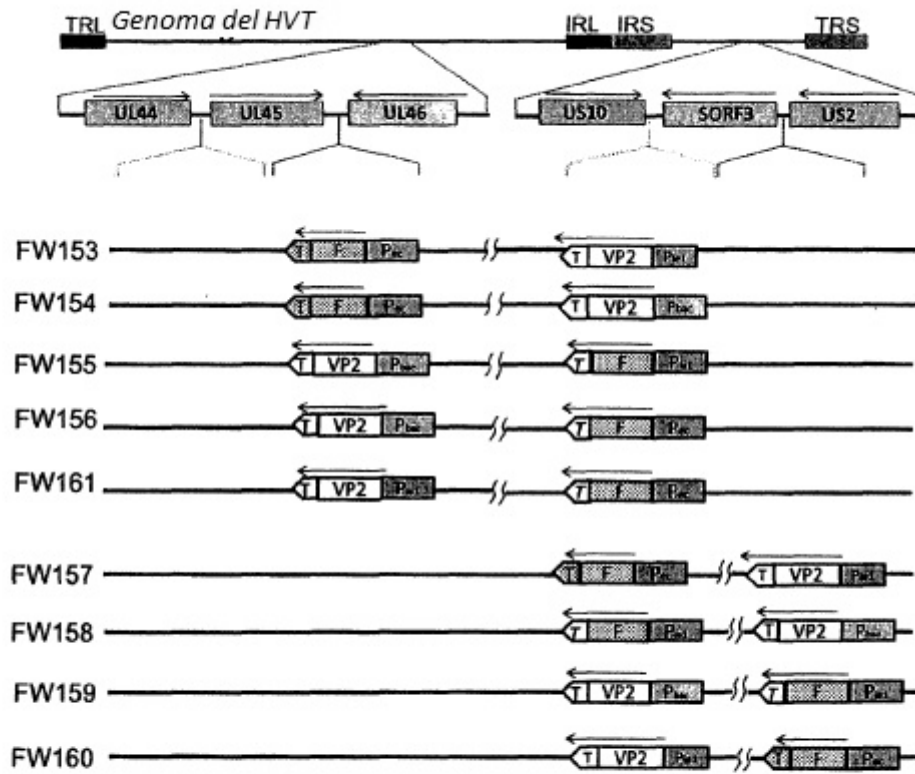 Genoma del HVT
TRL IRL IRS TRS
UL44 UL45 UL46 US10 SORF3 US2
FW153 T F T VP2
FW154 T F T VP2
FW155 T VP2 T F
FW156 T VP2 T F
FW161 T VP2 T F
FW157 T F T VP2
FW158 T F T VP2
FW159 T VP2 T F
FW160 T VP2 T F